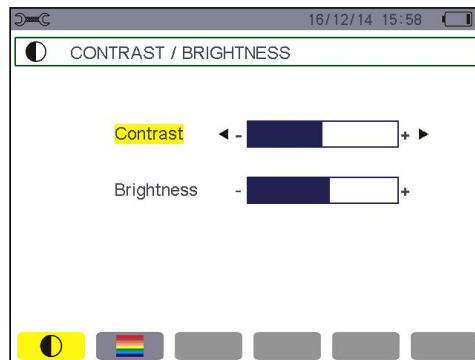 16/12/14 15:58
CONTRAST / BRIGHTNESS
Contrast - +
Brightness - +